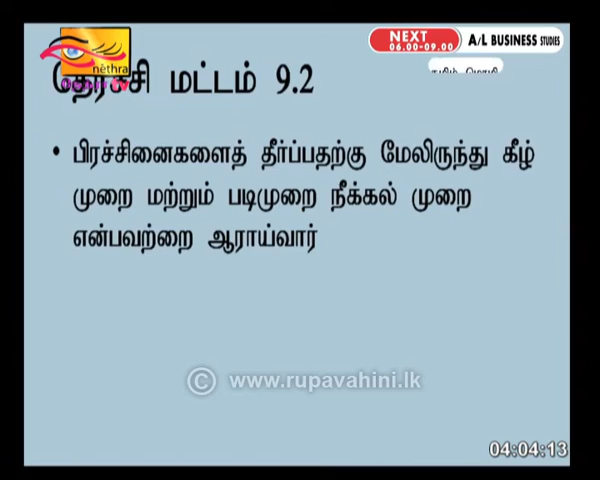 NEXT
06.00-09.00
A/L BUSINESS STUDIES
nethra
tv
தேர்ச்சி மட்டம் 9.2
• பிரச்சினைகளைத் தீர்ப்பதற்கு மேலிருந்து கீழ்
முறை மற்றும் படிமுறை நீக்கல் முறை
என்பவற்றை ஆராய்வார்
© www.rupavahini.lk
04:04:13